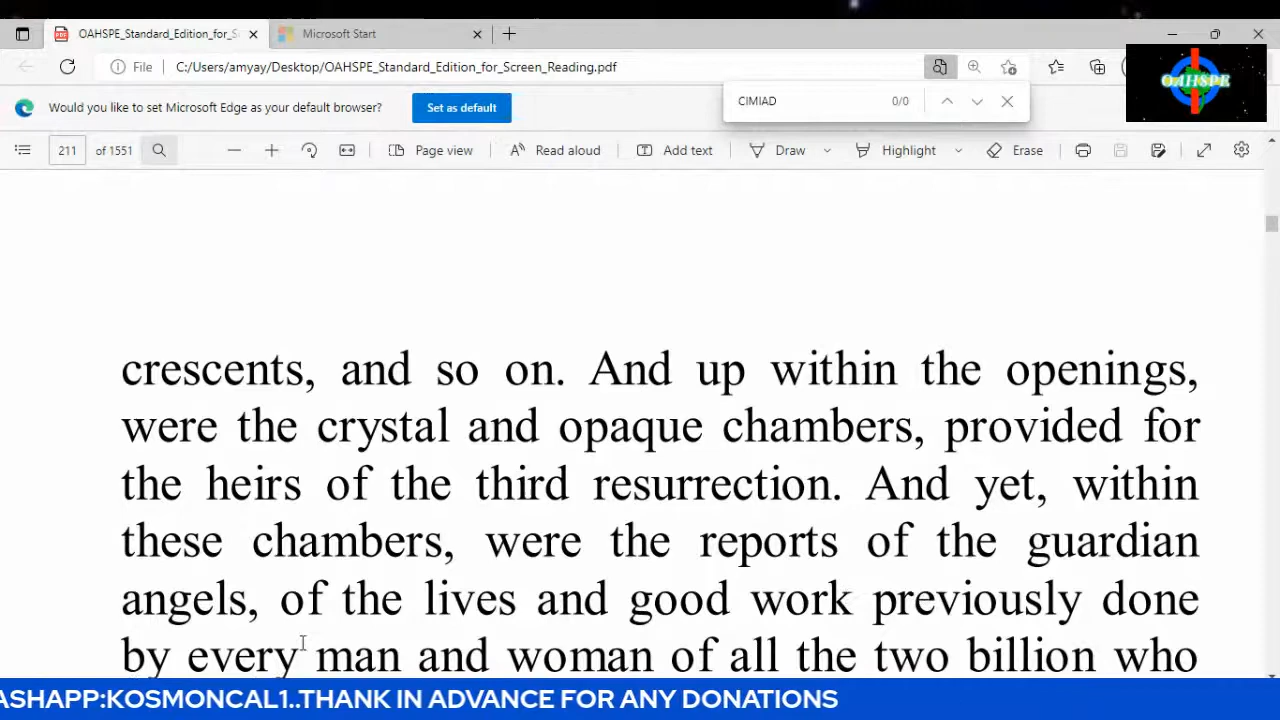 OAHSPE_Standard_Edition_for_S
Microsoft Start
File C:/Users/amyay/Desktop/OAHSPE_Standard_Edition_for_Screen_Reading.pdf
OAHSPE
CIMIAD 0/0
Would you like to set Microsoft Edge as your default browser? Set as default
211 of 1551 Page view Read aloud Add text Draw Highlight Erase
crescents, and so on. And up within the openings,
were the crystal and opaque chambers, provided for
the heirs of the third resurrection. And yet, within
these chambers, were the reports of the guardian
angels, of the lives and good work previously done
by every man and woman of all the two billion who
ASHAPP:KOSMONCAL1..THANK IN ADVANCE FOR ANY DONATIONS